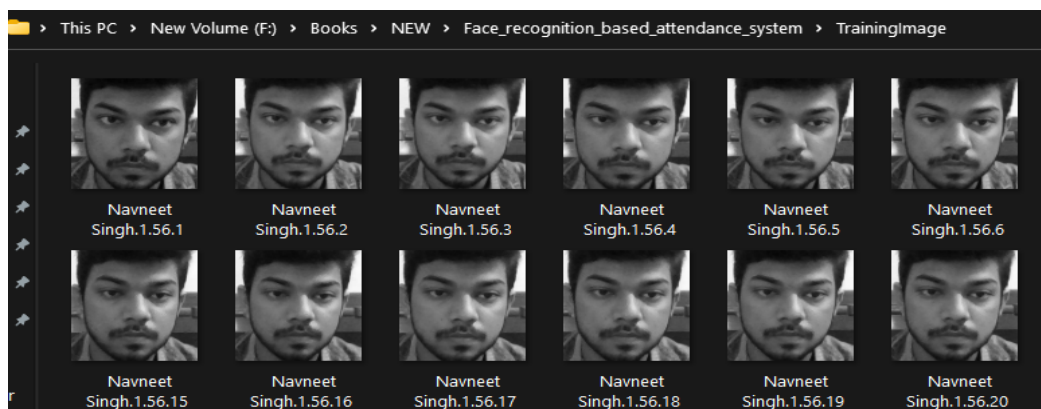 This PC > New Volume (F:) > Books > NEW > Face_recognition_based_attendance_system > TrainingImage
Navneet Singh.1.56.1
Navneet Singh.1.56.2
Navneet Singh.1.56.3
Navneet Singh.1.56.4
Navneet Singh.1.56.5
Navneet Singh.1.56.6
Navneet Singh.1.56.15
Navneet Singh.1.56.16
Navneet Singh.1.56.17
Navneet Singh.1.56.18
Navneet Singh.1.56.19
Navneet Singh.1.56.20
r